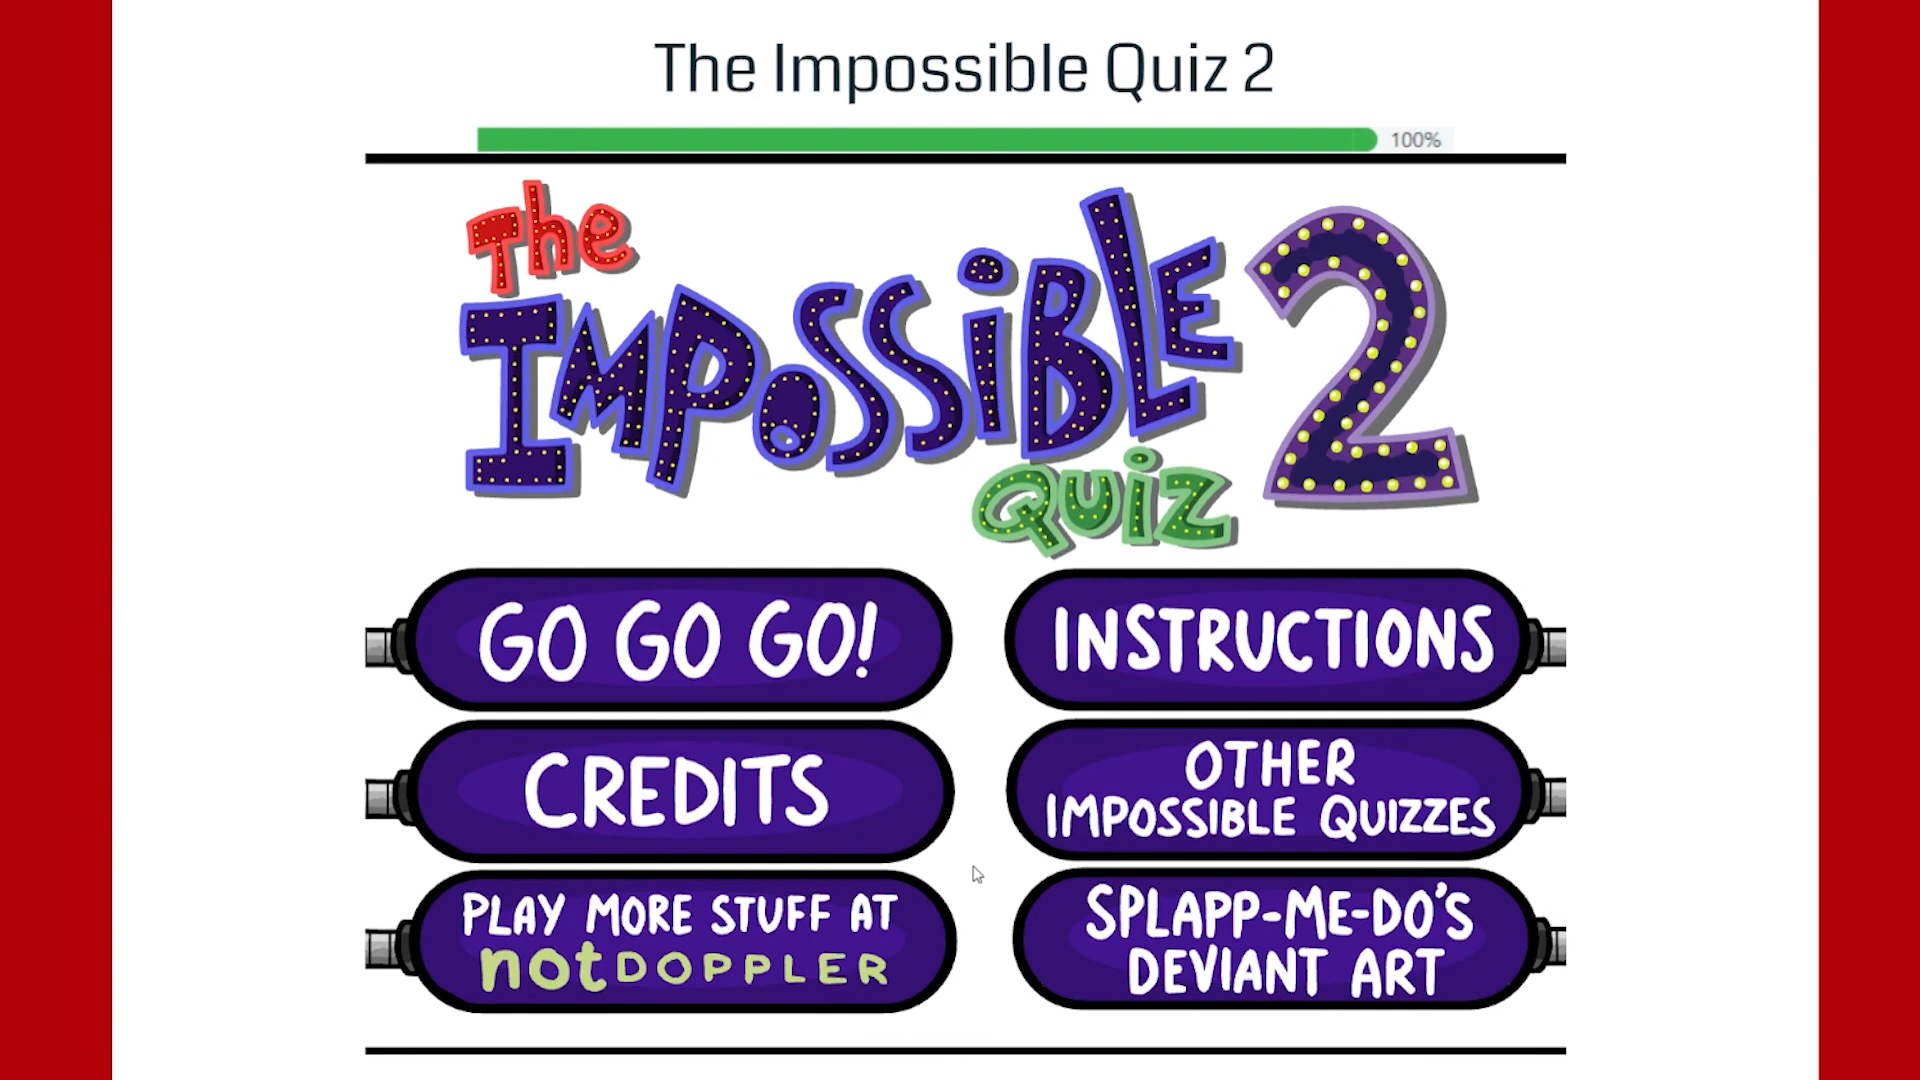 The Impossible Quiz 2
100%
The
IMPOSSiBLE 2
QUiZ
GO GO GO!
INSTRUCTIONS
CREDITS
OTHER
IMPOSSIBLE QUIZZES
PLAY MORE STUFF AT
notDOPPLER
SPLAPP-ME-DO'S
DEVIANT ART